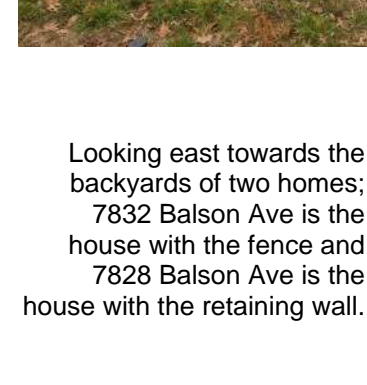 Looking east towards the
backyards of two homes;
7832 Balson Ave is the
house with the fence and
7828 Balson Ave is the
house with the retaining wall.